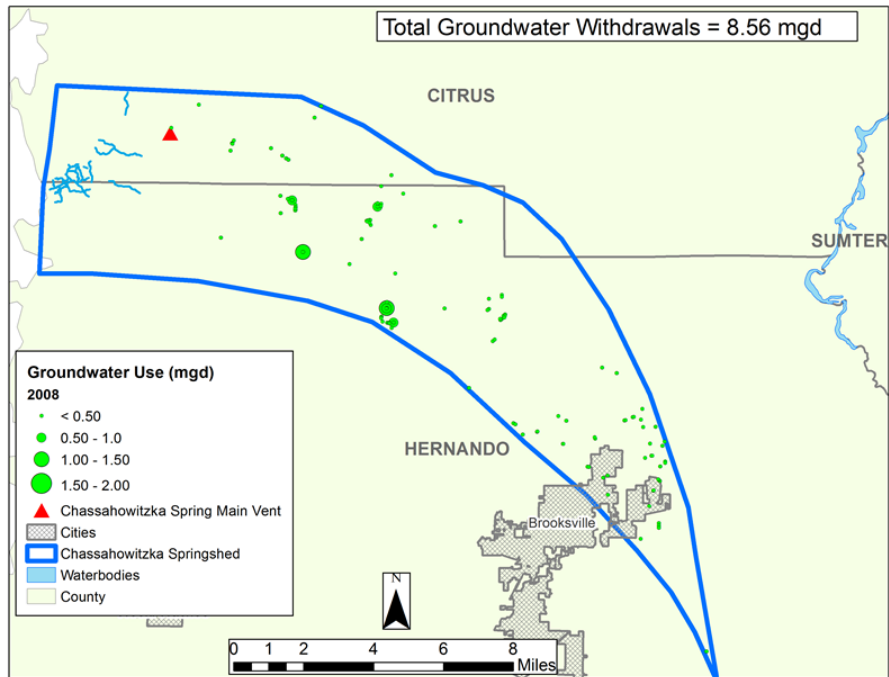 Total Groundwater Withdrawals = 8.56 mgd
CITRUS
SUMTER
HERNANDO
Brooksville
Groundwater Use (mgd)
2008
< 0.50
0.50 - 1.0
1.00 - 1.50
1.50 - 2.00
Chassahowitzka Spring Main Vent
Cities
Chassahowitzka Springshed
Waterbodies
County
N
0 1 2 4 6 8
Miles